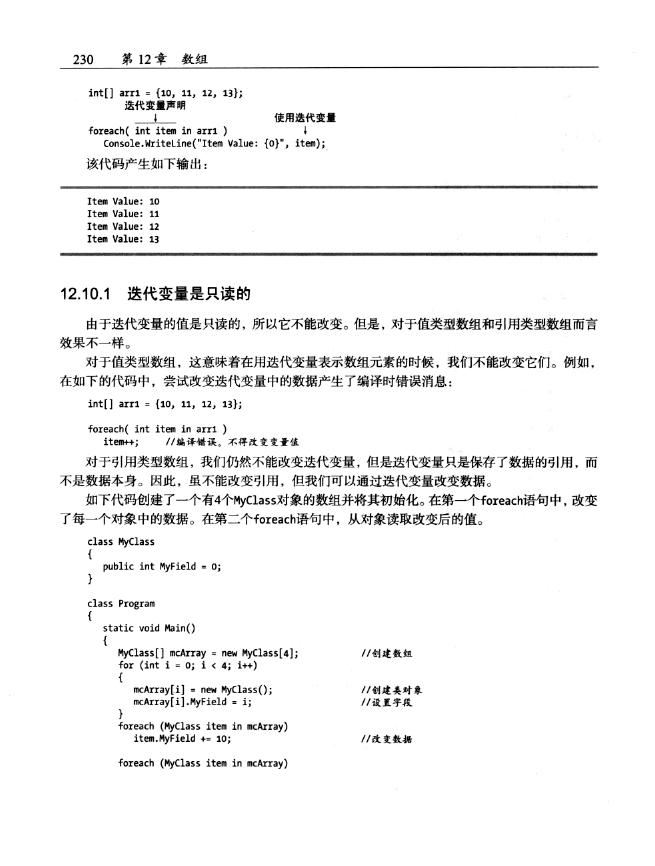 230 第12章 数组
int[] arr1 = {10, 11, 12, 13};
迭代变量声明
↓ 使用迭代变量
foreach( int item in arr1 ) ↓
Console.WriteLine("Item Value: {0}", item);
该代码产生如下输出：
Item Value: 10
Item Value: 11
Item Value: 12
Item Value: 13
12.10.1 迭代变量是只读的
由于迭代变量的值是只读的，所以它不能改变。但是，对于值类型数组和引用类型数组而言
效果不一样。
对于值类型数组，这意味着在用迭代变量表示数组元素的时候，我们不能改变它们。例如，
在如下的代码中，尝试改变迭代变量中的数据产生了编译时错误消息：
int[] arr1 = {10, 11, 12, 13};
foreach( int item in arr1 )
item++; //编译错误。不得改变变量值
对于引用类型数组，我们仍然不能改变迭代变量，但是迭代变量只是保存了数据的引用，而
不是数据本身。因此，虽不能改变引用，但我们可以通过迭代变量改变数据。
如下代码创建了一个有4个MyClass对象的数组并将其初始化。在第一个foreach语句中，改变
了每一个对象中的数据。在第二个foreach语句中，从对象读取改变后的值。
class MyClass
{
public int MyField = 0;
}
class Program
{
static void Main()
{
MyClass[] mcArray = new MyClass[4]; //创建数组
for (int i = 0; i < 4; i++)
{
mcArray[i] = new MyClass(); //创建类对象
mcArray[i].MyField = i; //设置字段
}
foreach (MyClass item in mcArray)
item.MyField += 10; //改变数据
foreach (MyClass item in mcArray)